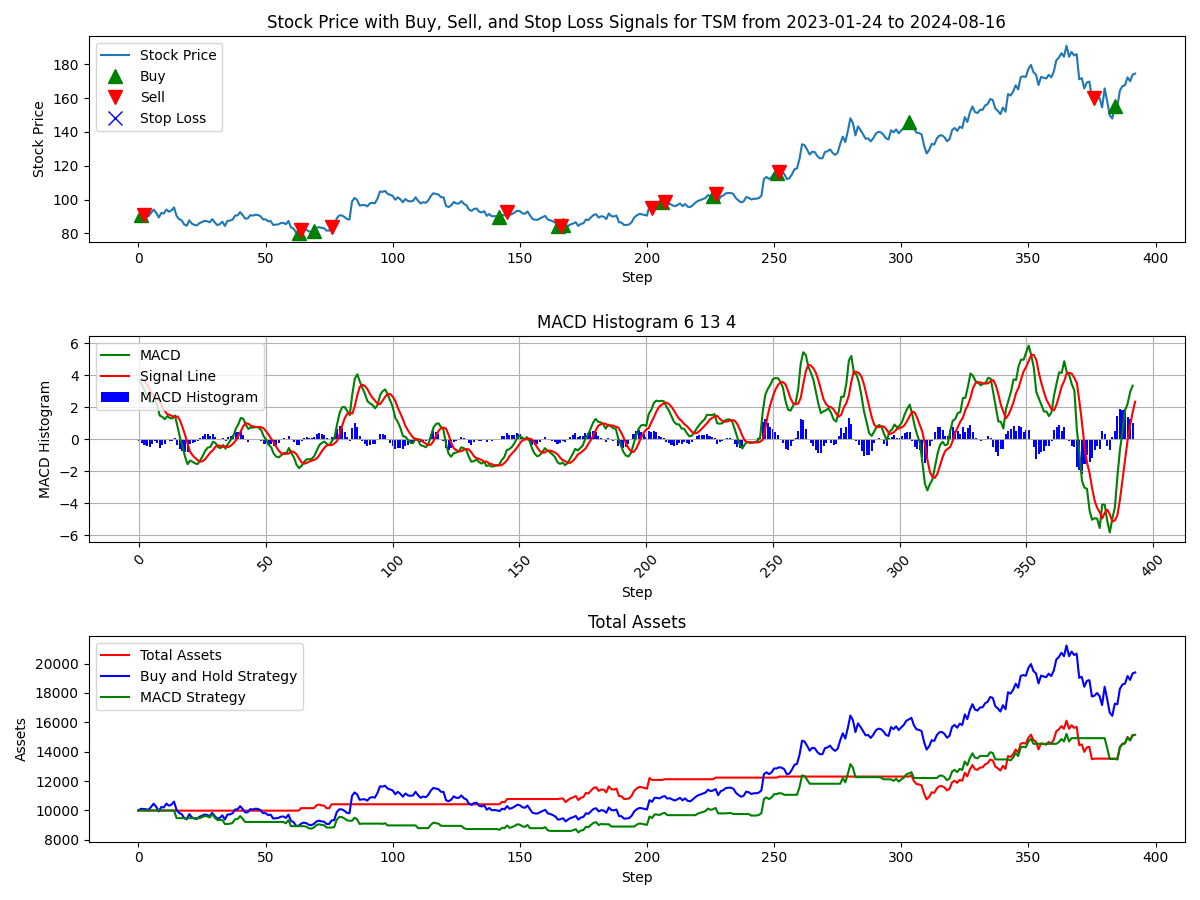 Stock Price with Buy, Sell, and Stop Loss Signals for TSM from 2023-01-24 to 2024-08-16
Stock Price
Buy
Sell
Stop Loss
Stock Price
180
160
140
120
100
80
0 50 100 150 200 250 300 350 400
Step
MACD Histogram 6 13 4
MACD
Signal Line
MACD Histogram
MACD Histogram
6
4
2
0
−2
−4
−6
0 50 100 150 200 250 300 350 400
Step
Total Assets
Total Assets
Buy and Hold Strategy
MACD Strategy
Assets
20000
18000
16000
14000
12000
10000
8000
0 50 100 150 200 250 300 350 400
Step